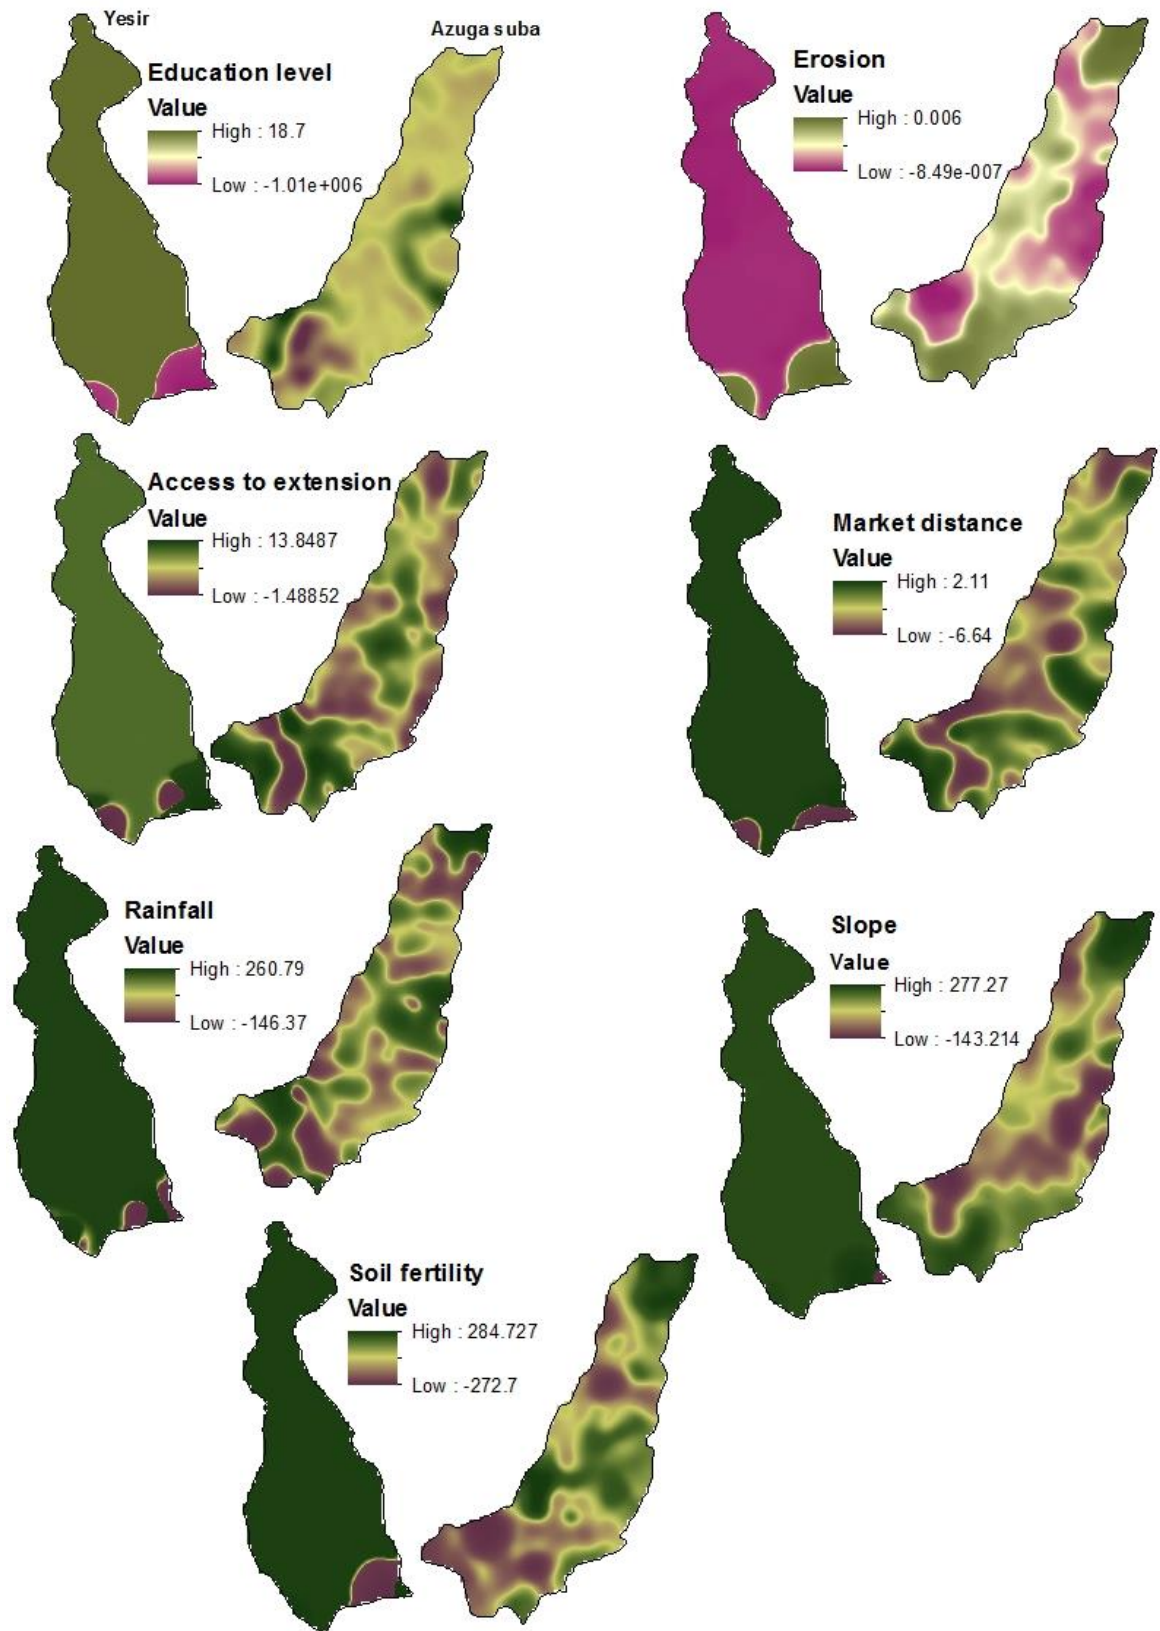 Yesir
Azuga suba
Education level
Value
High : 18.7
Low : -1.01e+006
Erosion
Value
High : 0.006
Low : -8.49e-007
Access to extension
Value
High : 13.8487
Low : -1.48852
Market distance
Value
High : 2.11
Low : -6.64
Rainfall
Value
High : 260.79
Low : -146.37
Slope
Value
High : 277.27
Low : -143.214
Soil fertility
Value
High : 284.727
Low : -272.7